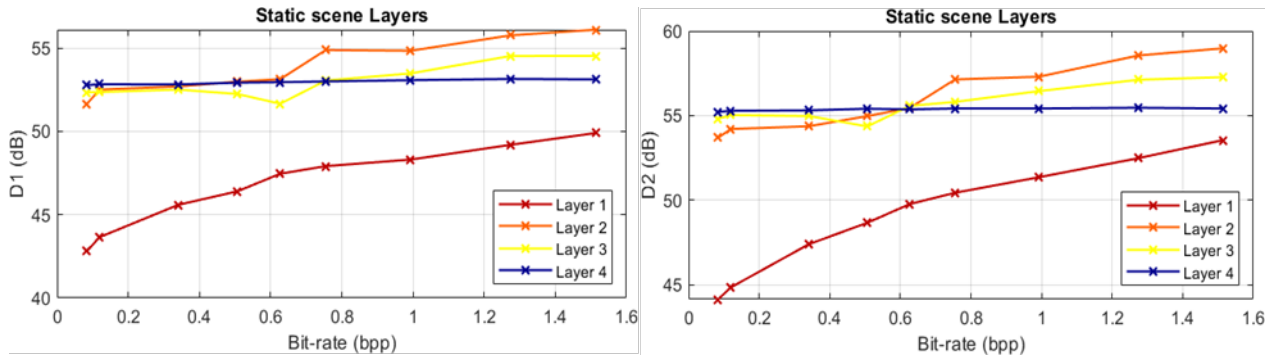 Static scene Layers
55
50
45
40
D1 (dB)
0
0.2
0.4
0.6
0.8
1
1.2
1.4
1.6
Bit-rate (bpp)
Layer 1
Layer 2
Layer 3
Layer 4
Static scene Layers
60
55
50
45
D2 (dB)
0
0.2
0.4
0.6
0.8
1
1.2
1.4
1.6
Bit-rate (bpp)
Layer 1
Layer 2
Layer 3
Layer 4